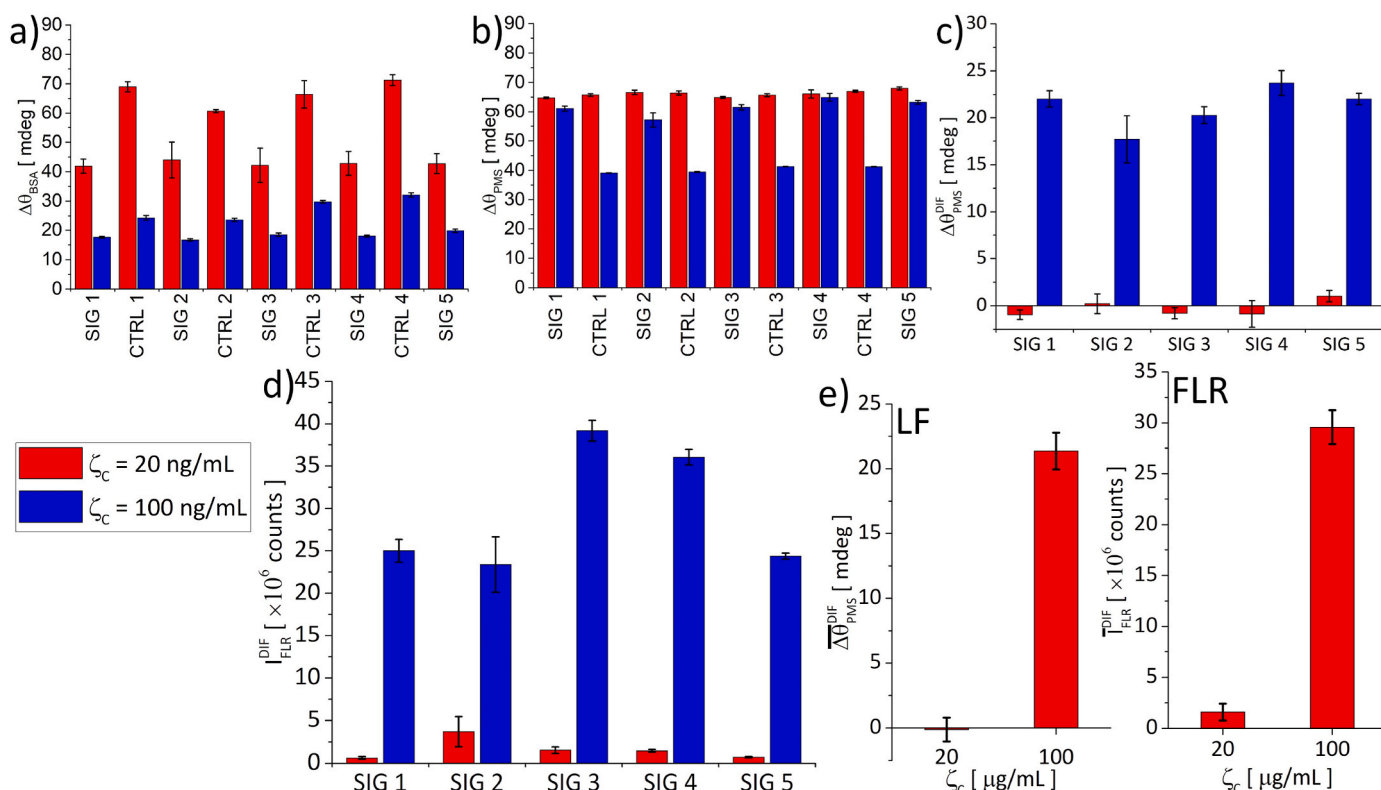 a)
90
80
70
60
50
40
30
20
10
0
Δθ_BSA [ mdeg ]
SIG 1
CTRL 1
SIG 2
CTRL 2
SIG 3
CTRL 3
SIG 4
CTRL 4
SIG 5
b)
90
80
70
60
50
40
30
20
10
0
Δθ_PMS [ mdeg ]
SIG 1
CTRL 1
SIG 2
CTRL 2
SIG 3
CTRL 3
SIG 4
CTRL 4
SIG 5
c)
30
25
20
15
10
5
0
Δθ^DIF_PMS [ mdeg ]
SIG 1
SIG 2
SIG 3
SIG 4
SIG 5
ζ_C = 20 ng/mL
ζ_C = 100 ng/mL
d)
45
40
35
30
25
20
15
10
5
0
I^DIF_FLR [ ×10^6 counts ]
SIG 1
SIG 2
SIG 3
SIG 4
SIG 5
e)
LF
25
20
25
10
5
0
Δθ^DIF_PMS [ mdeg ]
20
100
ζ_C [ μg/mL ]
FLR
35
30
25
20
15
10
5
0
I^DIF_FLR [ ×10^6 counts ]
20
100
ζ_C [ μg/mL ]